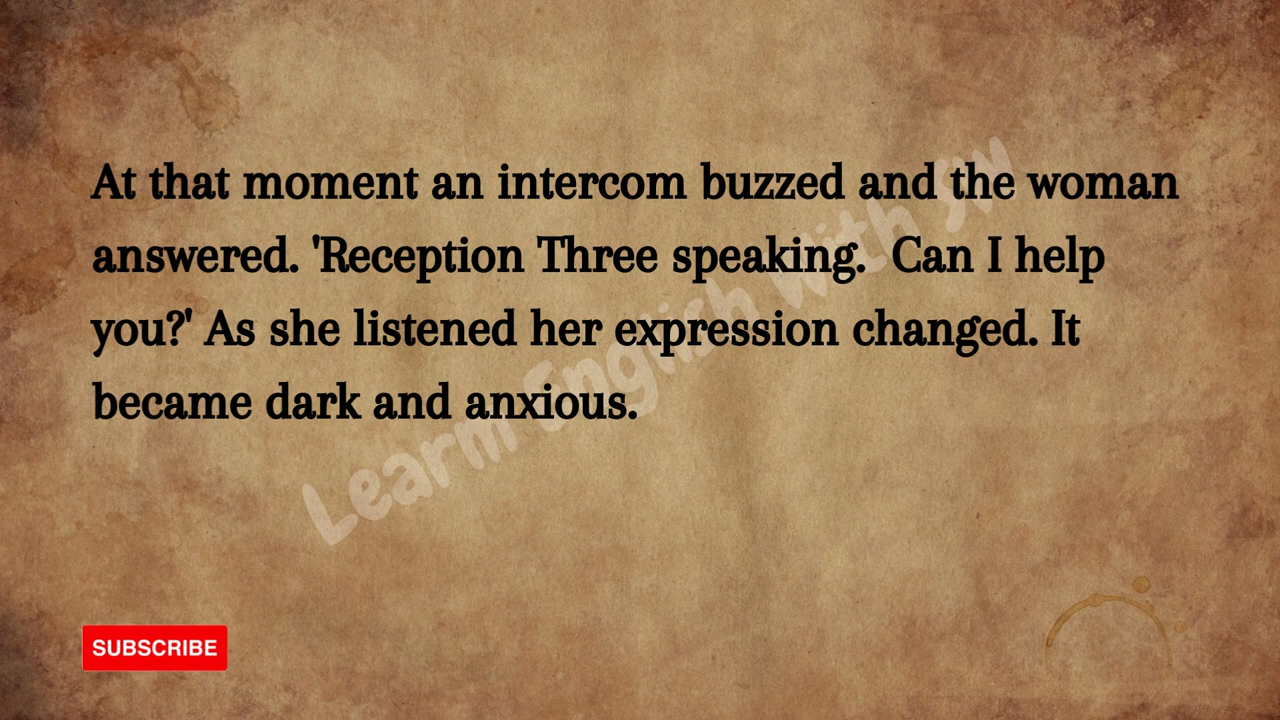 At that moment an intercom buzzed and the woman
answered. 'Reception Three speaking.  Can I help
you?' As she listened her expression changed. It
became dark and anxious.
Learn English With JIV
SUBSCRIBE